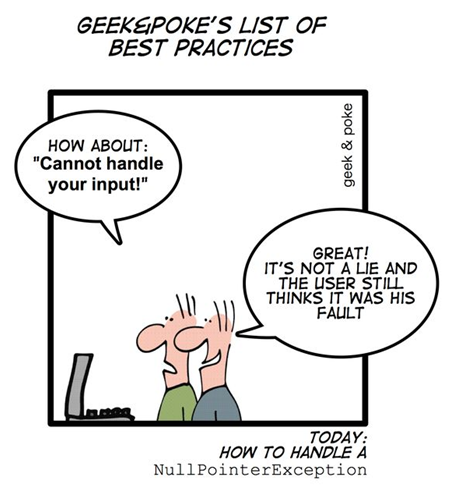 GEEK&POKE'S LIST OF
BEST PRACTICES
geek & poke
HOW ABOUT:
"Cannot handle
your input!"
GREAT!
IT'S NOT A LIE AND
THE USER STILL
THINKS IT WAS HIS
FAULT
TODAY:
HOW TO HANDLE A
NullPointerException